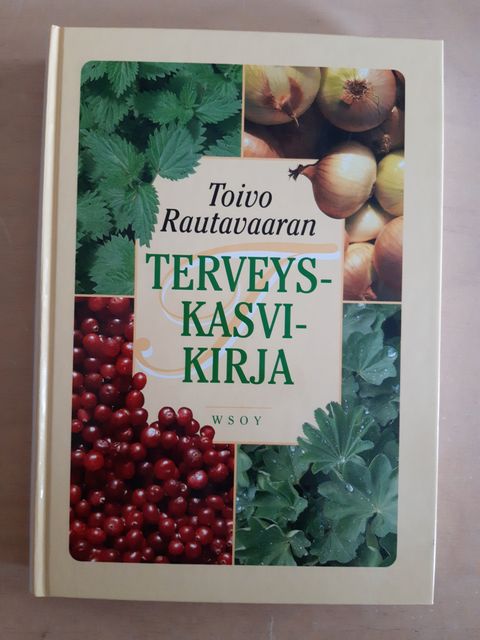 Toivo
Rautavaaran
TERVEYS-
KASVI-
KIRJA
WSOY